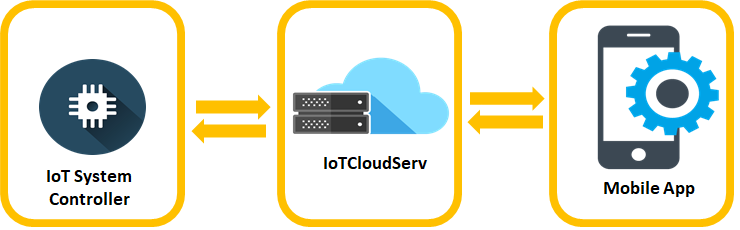 IoT System
Controller
IoTCloudServ
Mobile App